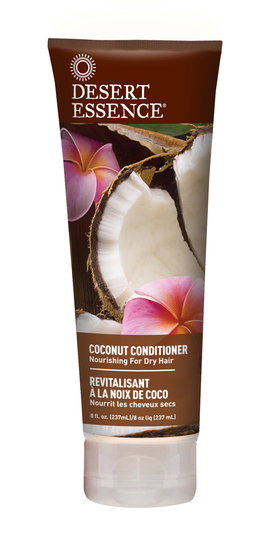 DESERT
ESSENCE®
COCONUT CONDITIONER
Nourishing For Dry Hair
REVITALISANT
À LA NOIX DE COCO
Nourrit les cheveux secs
8 fl. oz. (237mL)/8 oz liq (237 mL)